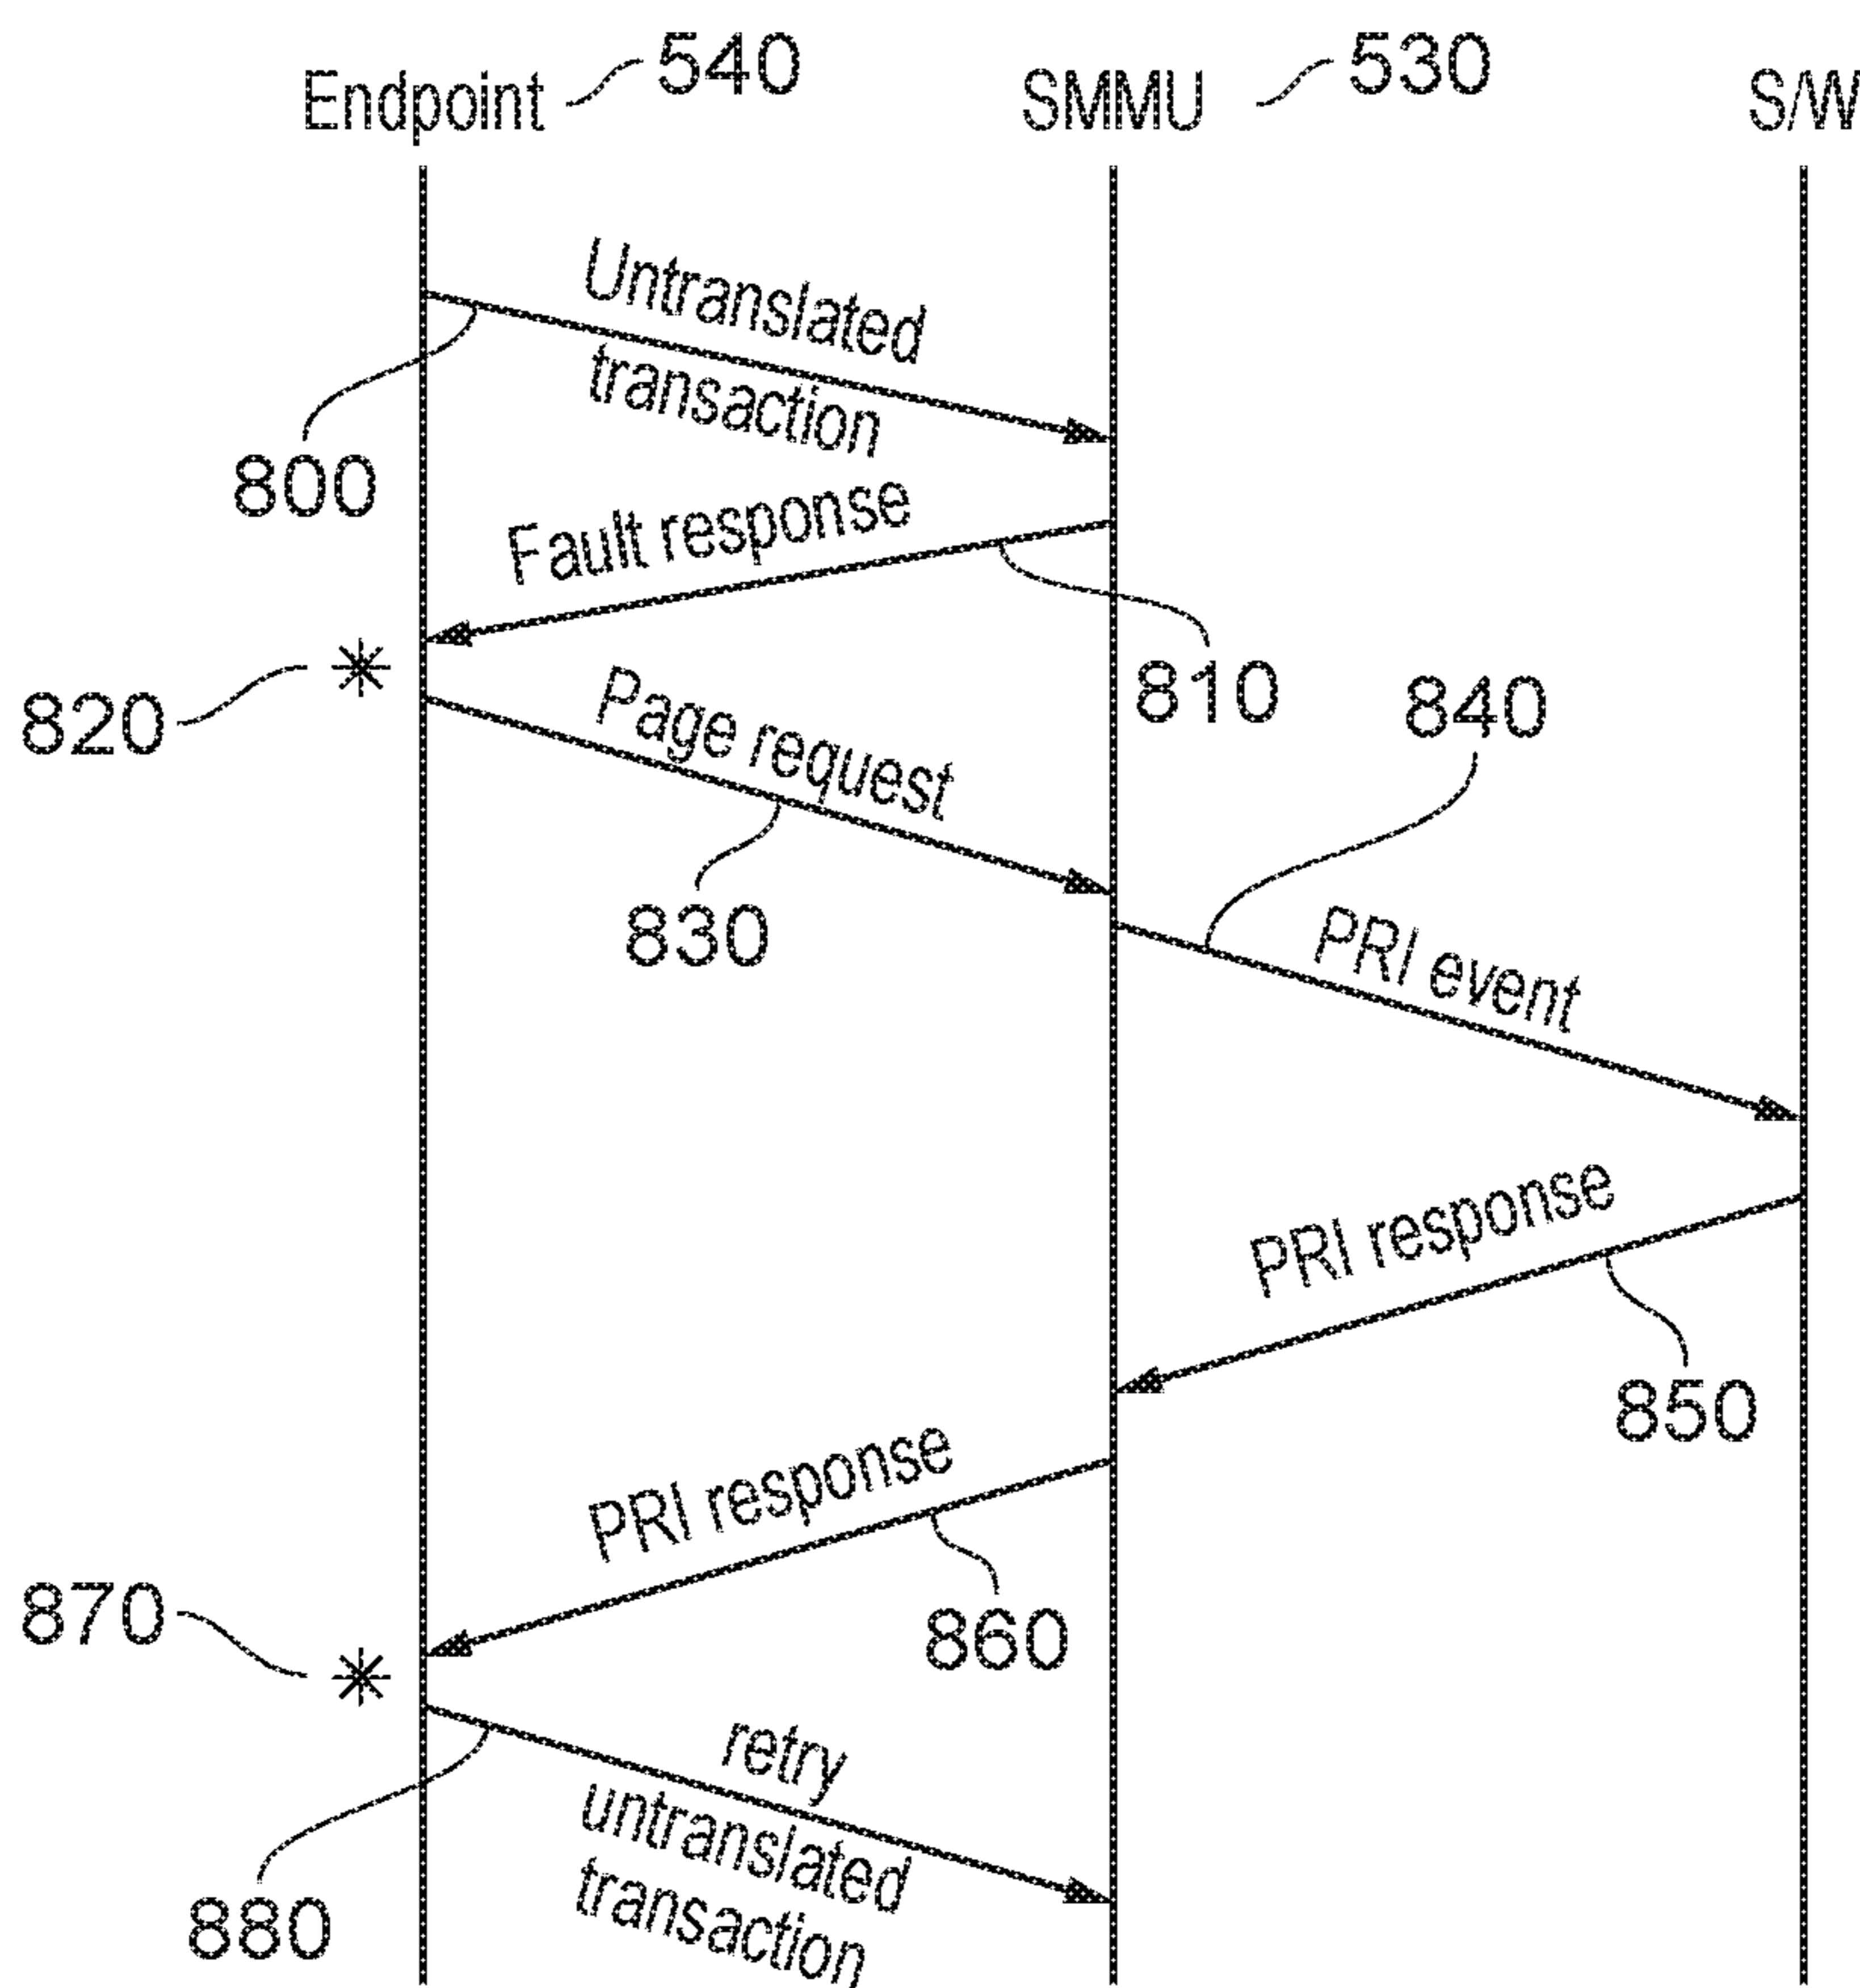 Endpoint 540 SMMU 530 S/W
Untranslated
transaction
800
Fault response
810
820
Page request
830
840
PRI event
PRI response
850
PRI response
860
870
retry
untranslated
transaction
880